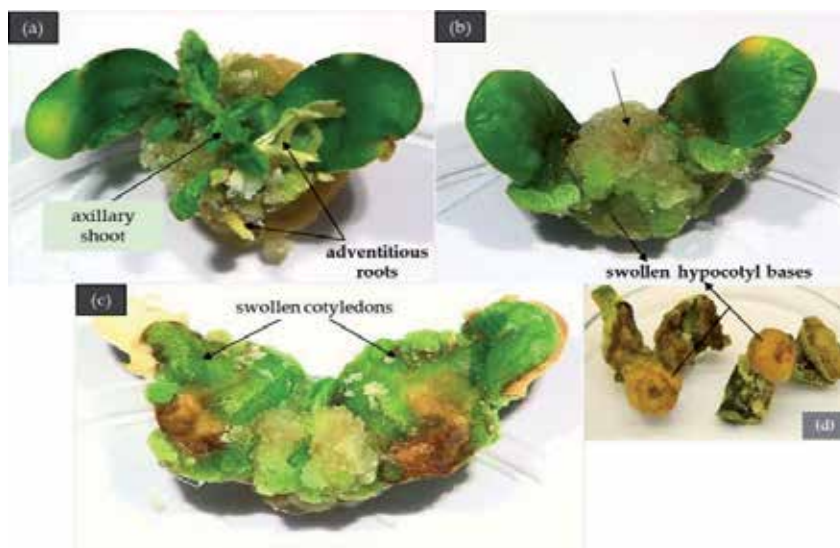 (a)
(b)
axillary
shoot
adventitious
roots
swollen hypocotyl bases
(c)
swollen cotyledons
(d)